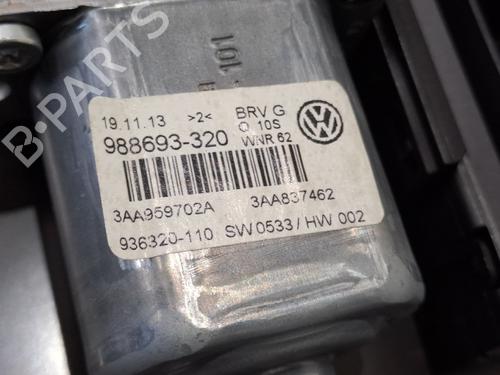 B-PARTS
101
19.11.13 >2< BRV G
988693-320 Q 10S
WNR 62
3AA959702A 3AA837462
936320-110 SW 0533 / HW 002